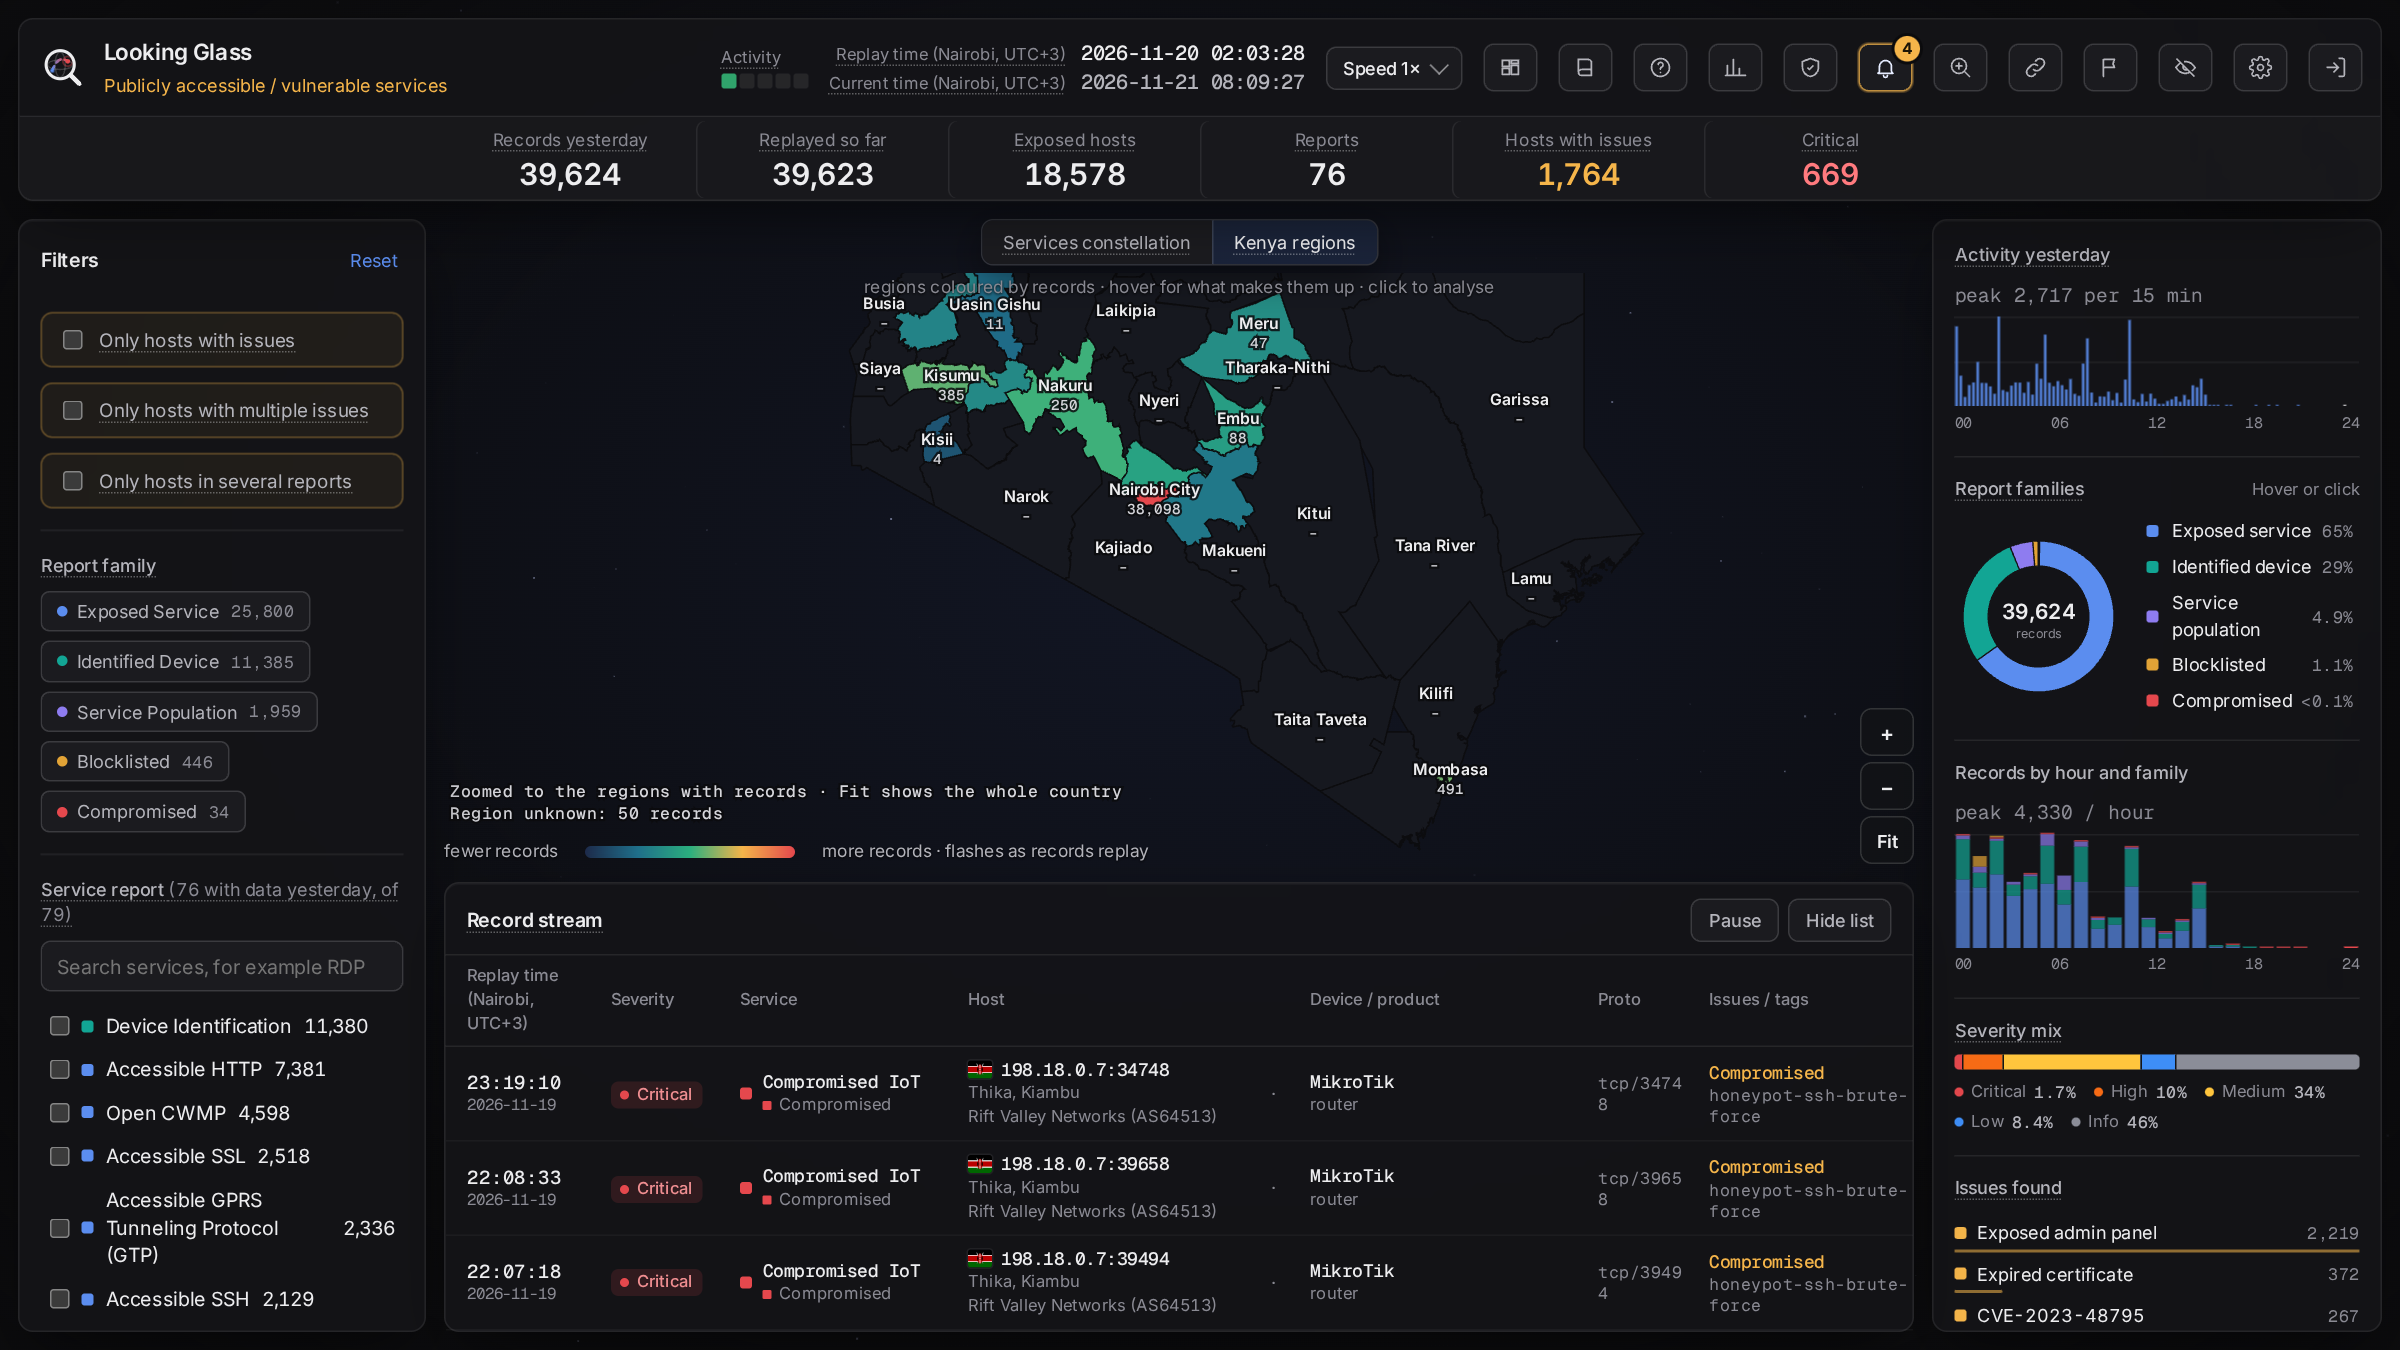 Looking Glass
Publicly accessible / vulnerable services
Activity
Replay time (Nairobi, UTC+3) 2026-11-20 02:03:28
Current time (Nairobi, UTC+3) 2026-11-21 08:09:27
Speed 1×
4
Records yesterday
39,624
Replayed so far
39,623
Exposed hosts
18,578
Reports
76
Hosts with issues
1,764
Critical
669
Filters
Reset
Only hosts with issues
Only hosts with multiple issues
Only hosts in several reports
Report family
Exposed Service 25,800
Identified Device 11,385
Service Population 1,959
Blocklisted 446
Compromised 34
Service report (76 with data yesterday, of
79)
Search services, for example RDP
Device Identification 11,380
Accessible HTTP 7,381
Open CWMP 4,598
Accessible SSL 2,518
Accessible GPRS
Tunneling Protocol 2,336
(GTP)
Accessible SSH 2,129
Services constellation
Kenya regions
regions coloured by records · hover for what makes them up · click to analyse
Busia
–
Uasin Gishu
11
Laikipia
–
Meru
47
Siaya
–
Kisumu
385
Nakuru
250
Tharaka-Nithi
–
Nyeri
–
Garissa
–
Embu
88
Kisii
4
Nairobi City
38,098
Narok
–
Kitui
–
Kajiado
–
Makueni
–
Tana River
–
Lamu
–
Kilifi
–
Taita Taveta
–
Mombasa
491
+
−
Fit
Zoomed to the regions with records · Fit shows the whole country
Region unknown: 50 records
fewer records
more records · flashes as records replay
Record stream
Pause
Hide list
Replay time
(Nairobi,
UTC+3)
Severity
Service
Host
Device / product
Proto
Issues / tags
23:19:10
2026-11-19
Critical
Compromised IoT
Compromised
198.18.0.7:34748
Thika, Kiambu
Rift Valley Networks (AS64513)
·
MikroTik
router
tcp/3474
8
Compromised
honeypot-ssh-brute-
force
22:08:33
2026-11-19
Critical
Compromised IoT
Compromised
198.18.0.7:39658
Thika, Kiambu
Rift Valley Networks (AS64513)
·
MikroTik
router
tcp/3965
8
Compromised
honeypot-ssh-brute-
force
22:07:18
2026-11-19
Critical
Compromised IoT
Compromised
198.18.0.7:39494
Thika, Kiambu
Rift Valley Networks (AS64513)
·
MikroTik
router
tcp/3949
4
Compromised
honeypot-ssh-brute-
force
Activity yesterday
peak 2,717 per 15 min
00 06 12 18 24
Report families
Hover or click
39,624
records
Exposed service 65%
Identified device 29%
Service
population 4.9%
Blocklisted 1.1%
Compromised <0.1%
Records by hour and family
peak 4,330 / hour
00 06 12 18 24
Severity mix
Critical 1.7% High 10% Medium 34%
Low 8.4% Info 46%
Issues found
Exposed admin panel 2,219
Expired certificate 372
CVE-2023-48795 267